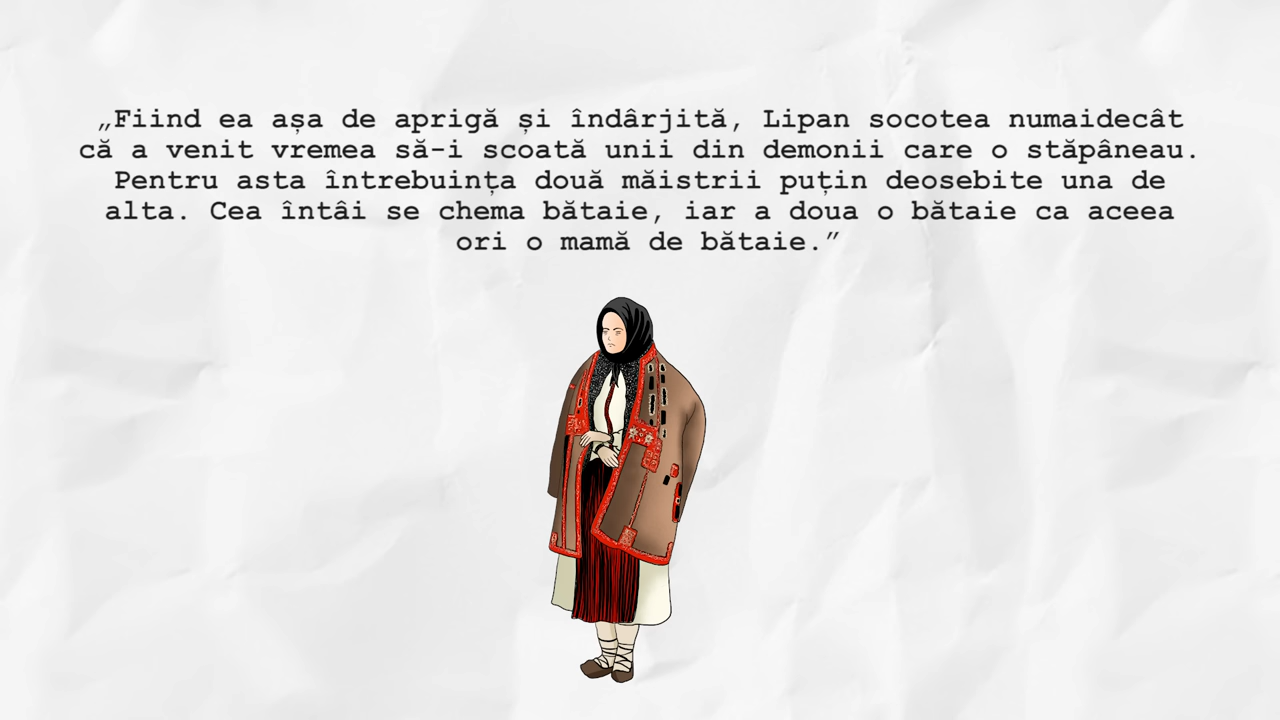 „Fiind ea așa de aprigă și îndârjită, Lipan socotea numaidecât
că a venit vremea să-i scoată unii din demonii care o stăpâneau.
Pentru asta întrebuința două măistrii puțin deosebite una de
alta. Cea întâi se chema bătaie, iar a doua o bătaie ca aceea
ori o mamă de bătaie.”